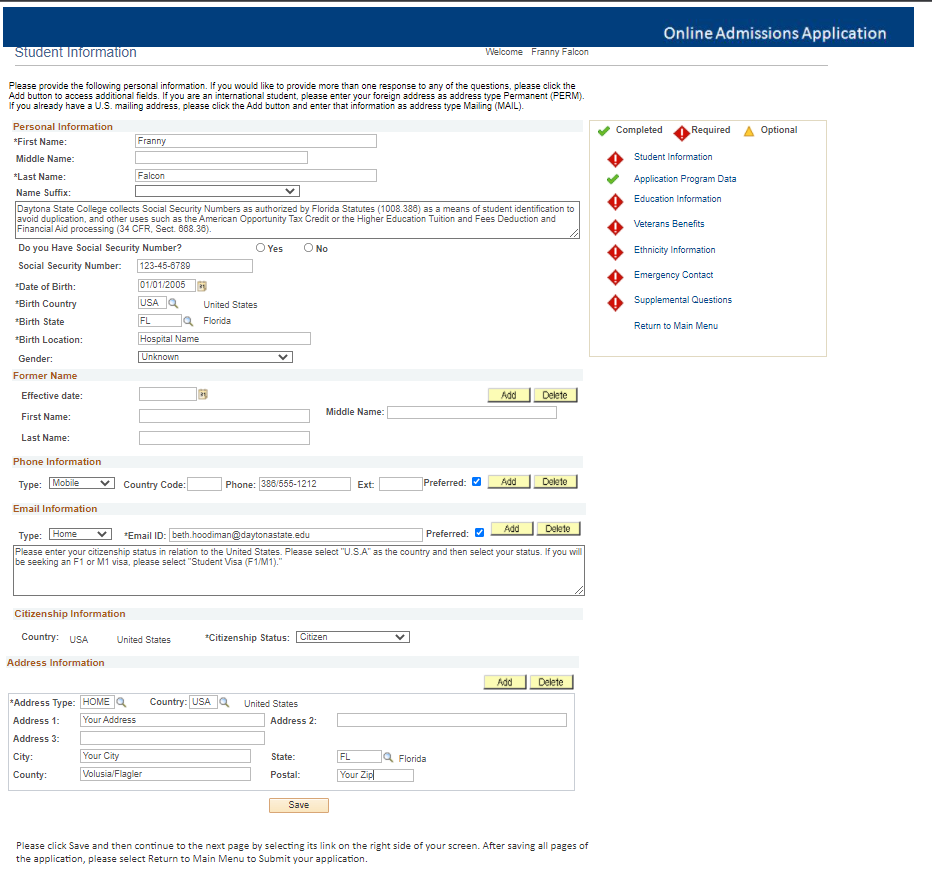 Online Admissions Application
Student Information
Welcome Franny Falcon
Please provide the following personal information. If you would like to provide more than one response to any of the questions, please click the
Add button to access additional fields. If you are an international student, please enter your foreign address as address type Permanent (PERM).
If you already have a U.S. mailing address, please click the Add button and enter that information as address type Mailing (MAIL).
Personal Information
*First Name: Franny
Middle Name:
*Last Name: Falcon
Name Suffix:
Daytona State College collects Social Security Numbers as authorized by Florida Statutes (1008.386) as a means of student identification to
avoid duplication, and other uses such as the American Opportunity Tax Credit or the Higher Education Tuition and Fees Deduction and
Financial Aid processing (34 CFR, Sect. 668.36).
Do you Have Social Security Number? Yes No
Social Security Number: 123-45-6789
*Date of Birth: 01/01/2005
*Birth Country USA United States
*Birth State FL Florida
*Birth Location: Hospital Name
Gender: Unknown
Completed Required Optional
Student Information
Application Program Data
Education Information
Veterans Benefits
Ethnicity Information
Emergency Contact
Supplemental Questions
Return to Main Menu
Former Name
Effective date: Add Delete
First Name: Middle Name:
Last Name:
Phone Information
Type: Mobile Country Code: Phone: 386/555-1212 Ext: Preferred: Add Delete
Email Information
Type: Home *Email ID: beth.hoodiman@daytonastate.edu Preferred: Add Delete
Please enter your citizenship status in relation to the United States. Please select "U.S.A" as the country and then select your status. If you will
be seeking an F1 or M1 visa, please select "Student Visa (F1/M1)."
Citizenship Information
Country: USA United States *Citizenship Status: Citizen
Address Information
Add Delete
*Address Type: HOME Country: USA United States
Address 1: Your Address Address 2:
Address 3:
City: Your City State: FL Florida
County: Volusia/Flagler Postal: Your Zip
Save
Please click Save and then continue to the next page by selecting its link on the right side of your screen. After saving all pages of
the application, please select Return to Main Menu to Submit your application.